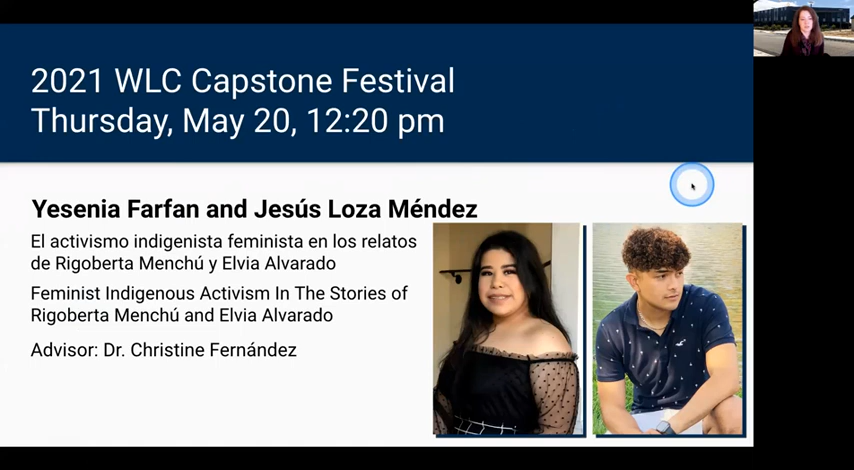 2021 WLC Capstone Festival
Thursday, May 20, 12:20 pm
Yesenia Farfan and Jesús Loza Méndez
El activismo indigenista feminista en los relatos
de Rigoberta Menchú y Elvia Alvarado
Feminist Indigenous Activism In The Stories of
Rigoberta Menchú and Elvia Alvarado
Advisor: Dr. Christine Fernández